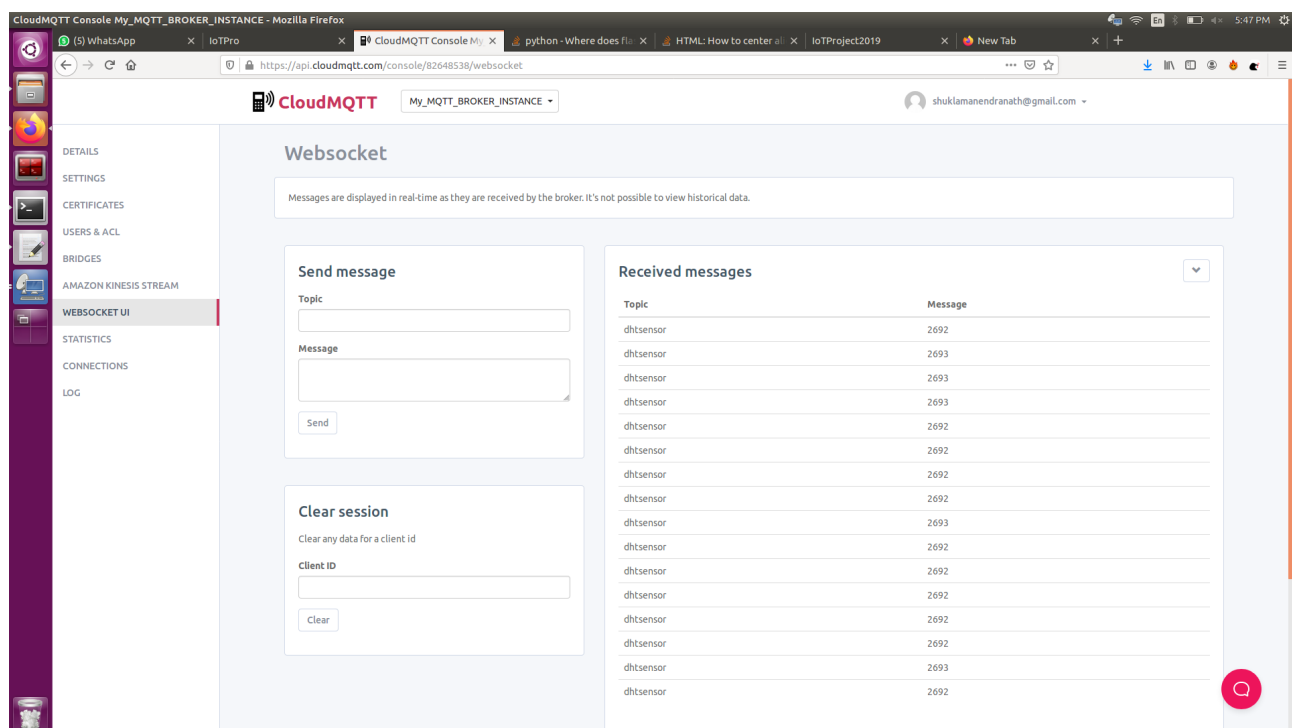 CloudMQTT Console My_MQTT_BROKER_INSTANCE - Mozilla Firefox
En
5:47 PM
(5) WhatsApp
IoTPro
CloudMQTT Console My
python - Where does fla
HTML: How to center al
IoTProject2019
New Tab
https://api.cloudmqtt.com/console/82648538/websocket
CloudMQTT
My_MQTT_BROKER_INSTANCE
shuklamanendranath@gmail.com
DETAILS
SETTINGS
CERTIFICATES
USERS & ACL
BRIDGES
AMAZON KINESIS STREAM
WEBSOCKET UI
STATISTICS
CONNECTIONS
LOG
Websocket
Messages are displayed in real-time as they are received by the broker. It's not possible to view historical data.
Send message
Topic
Message
Send
Clear session
Clear any data for a client id
Client ID
Clear
Received messages
Topic Message
dhtsensor 2692
dhtsensor 2693
dhtsensor 2693
dhtsensor 2693
dhtsensor 2692
dhtsensor 2692
dhtsensor 2692
dhtsensor 2692
dhtsensor 2693
dhtsensor 2692
dhtsensor 2692
dhtsensor 2692
dhtsensor 2692
dhtsensor 2692
dhtsensor 2693
dhtsensor 2692